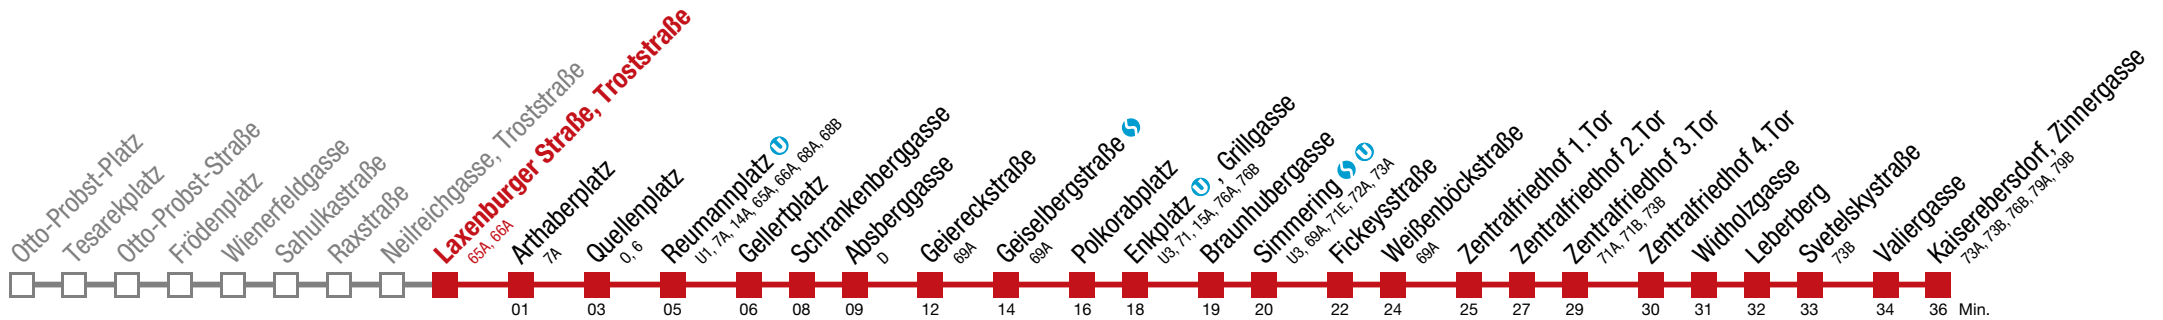 Otto-Probst-Platz
Tesarekplatz
Otto-Probst-Straße
Frödenplatz
Wienerfeldgasse
Sahulkastraße
Raxstraße
Neilreichgasse, Troststraße
Laxenburger Straße, Troststraße
65A, 66A
Arthaberplatz
7A
Quellenplatz
O, 6
Reumannplatz U
U1, 7A, 14A, 65A, 66A, 68A, 68B
Gellertplatz
Schrankenberggasse
Absberggasse
D
Geiereckstraße
69A
Geiselbergstraße
69A
Polkorabplatz
Enkplatz U , Grillgasse
U3, 71, 15A, 76A, 76B
Braunhubergasse
Simmering U
U3, 69A, 71E, 72A, 73A
Fickeysstraße
Weißenböckstraße
69A
Zentralfriedhof 1.Tor
Zentralfriedhof 2.Tor
Zentralfriedhof 3.Tor
71A, 71B, 73B
Zentralfriedhof 4.Tor
Widholzgasse
Leberberg
Svetelskystraße
73B
Valiergasse
Kaiserebersdorf, Zinnergasse
73A, 73B, 76B, 79A, 79B
01 03 05 06 08 09 12 14 16 18 19 20 22 24 25 27 29 30 31 32 33 34 36 Min.